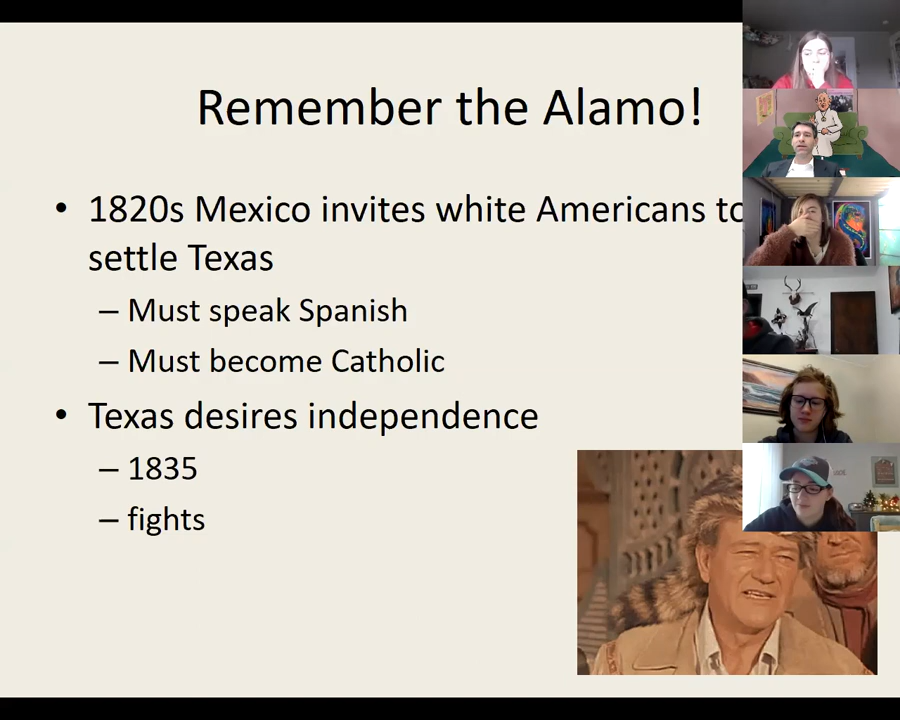 Remember the Alamo!
• 1820s Mexico invites white Americans to
settle Texas
– Must speak Spanish
– Must become Catholic
• Texas desires independence
– 1835
– fights